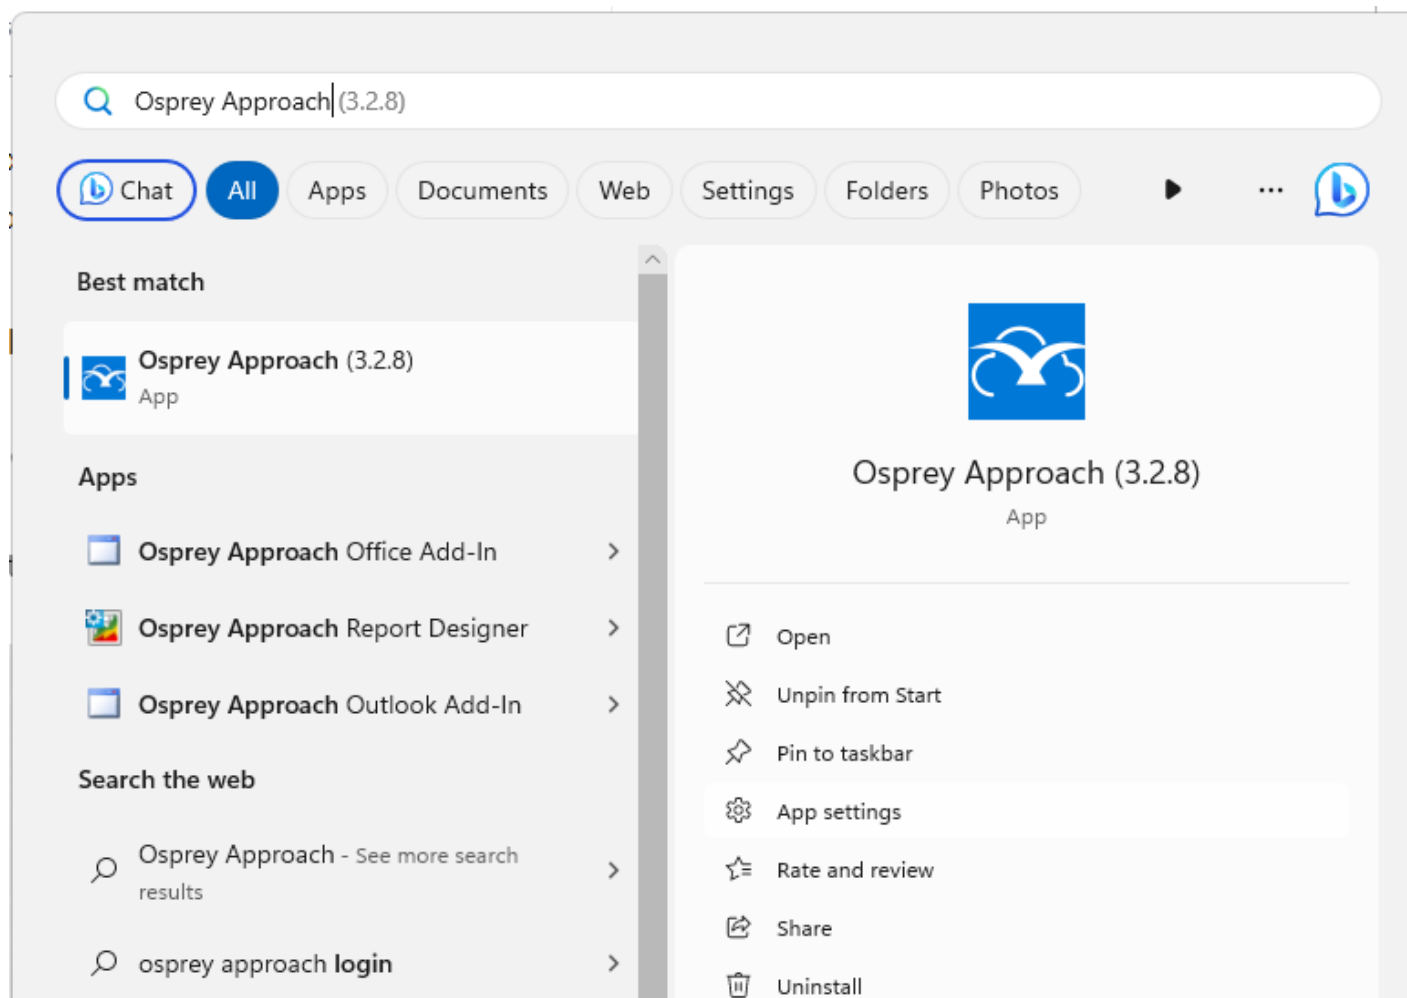 Osprey Approach (3.2.8)
Chat All Apps Documents Web Settings Folders Photos
Best match
Osprey Approach (3.2.8)
App
Apps
Osprey Approach Office Add-In
Osprey Approach Report Designer
Osprey Approach Outlook Add-In
Search the web
Osprey Approach - See more search
results
osprey approach login
Osprey Approach (3.2.8)
App
Open
Unpin from Start
Pin to taskbar
App settings
Rate and review
Share
Uninstall